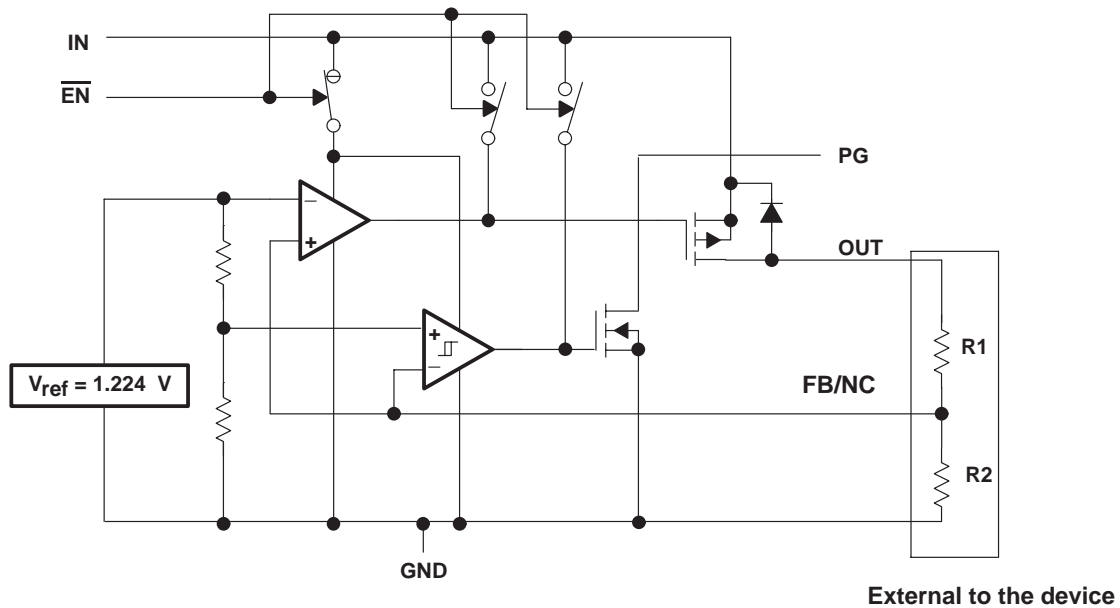 IN
EN
PG
−
+
OUT
+
−
R1
Vref = 1.224 V
FB/NC
R2
GND
External to the device